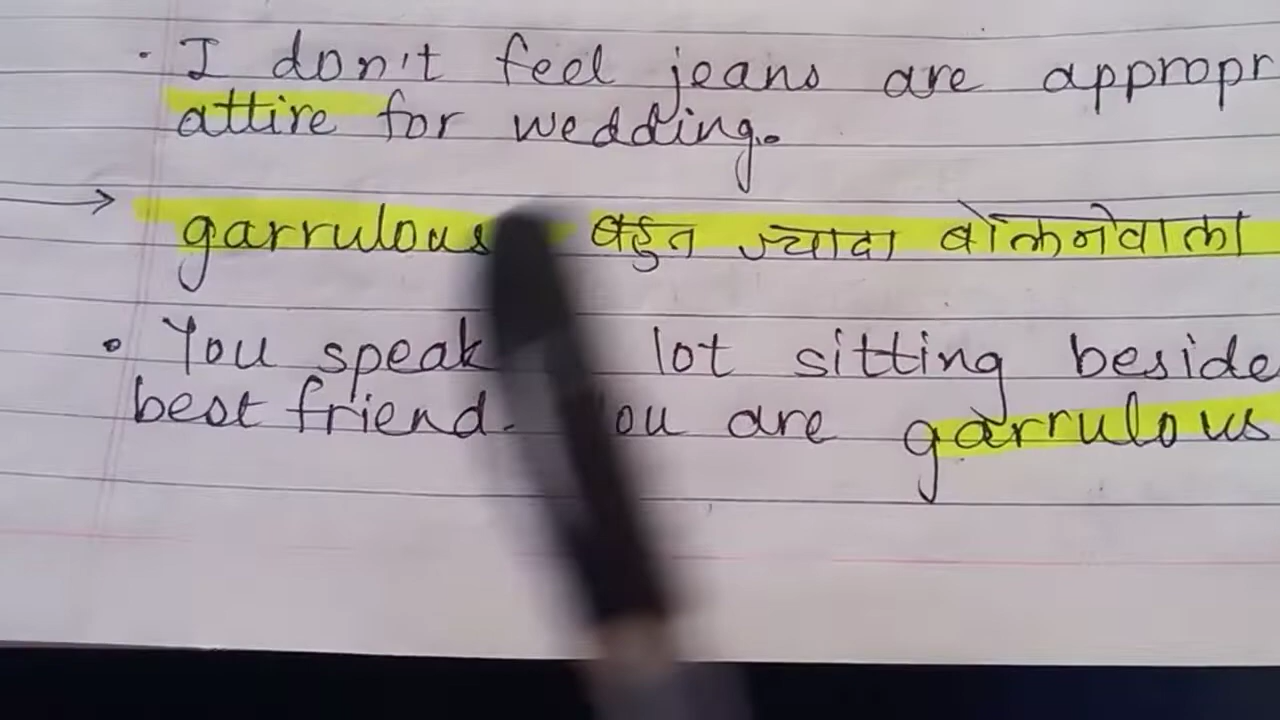 · I don't feel jeans are appropr
attire for wedding.
→ garrulous बहुत ज्यादा बोलनेवाला
• You speak lot sitting beside
best friend. ou are garrulous